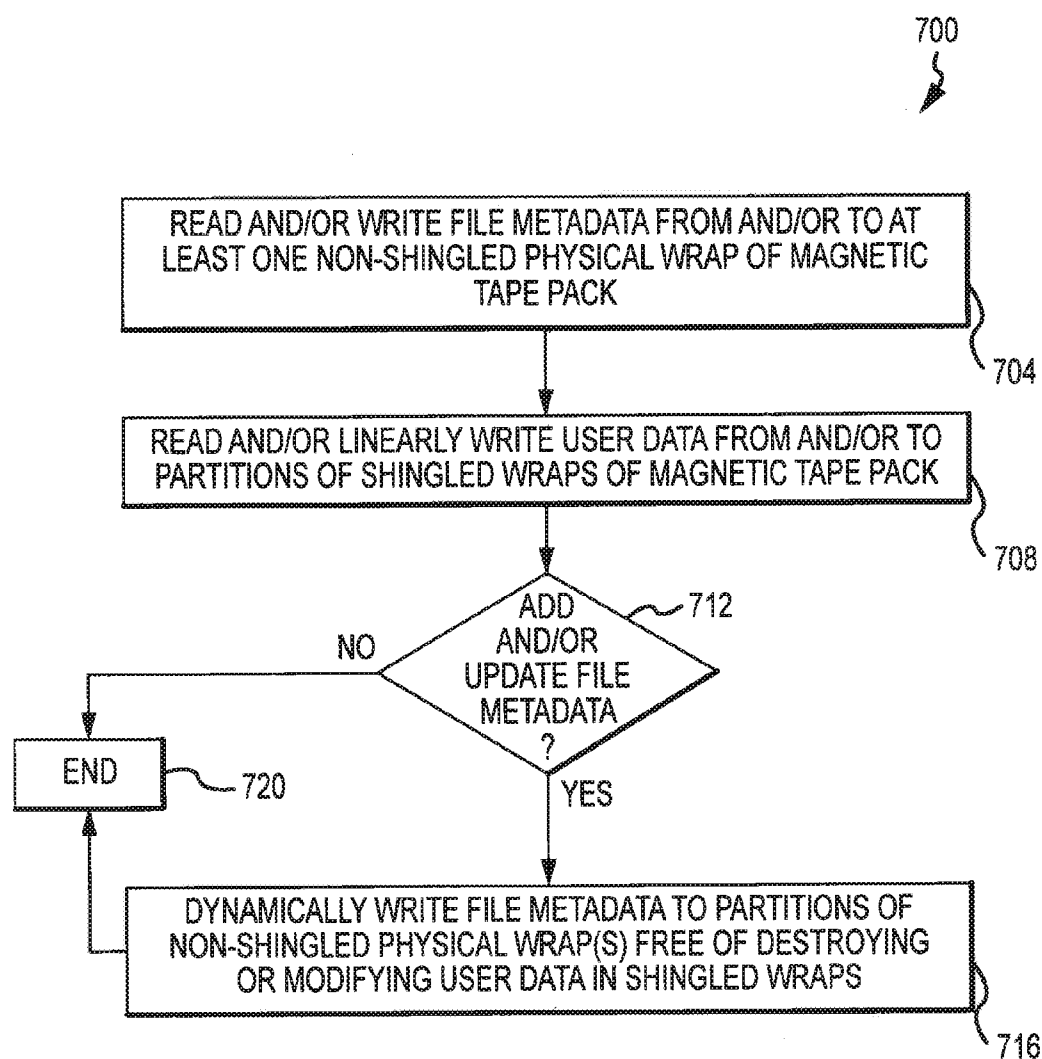 700
READ AND/OR WRITE FILE METADATA FROM AND/OR TO AT
LEAST ONE NON-SHINGLED PHYSICAL WRAP OF MAGNETIC
TAPE PACK
704
READ AND/OR LINEARLY WRITE USER DATA FROM AND/OR TO
PARTITIONS OF SHINGLED WRAPS OF MAGNETIC TAPE PACK
708
ADD
AND/OR
UPDATE FILE
METADATA
?
712
NO
END
720
YES
DYNAMICALLY WRITE FILE METADATA TO PARTITIONS OF
NON-SHINGLED PHYSICAL WRAP(S) FREE OF DESTROYING
OR MODIFYING USER DATA IN SHINGLED WRAPS
716